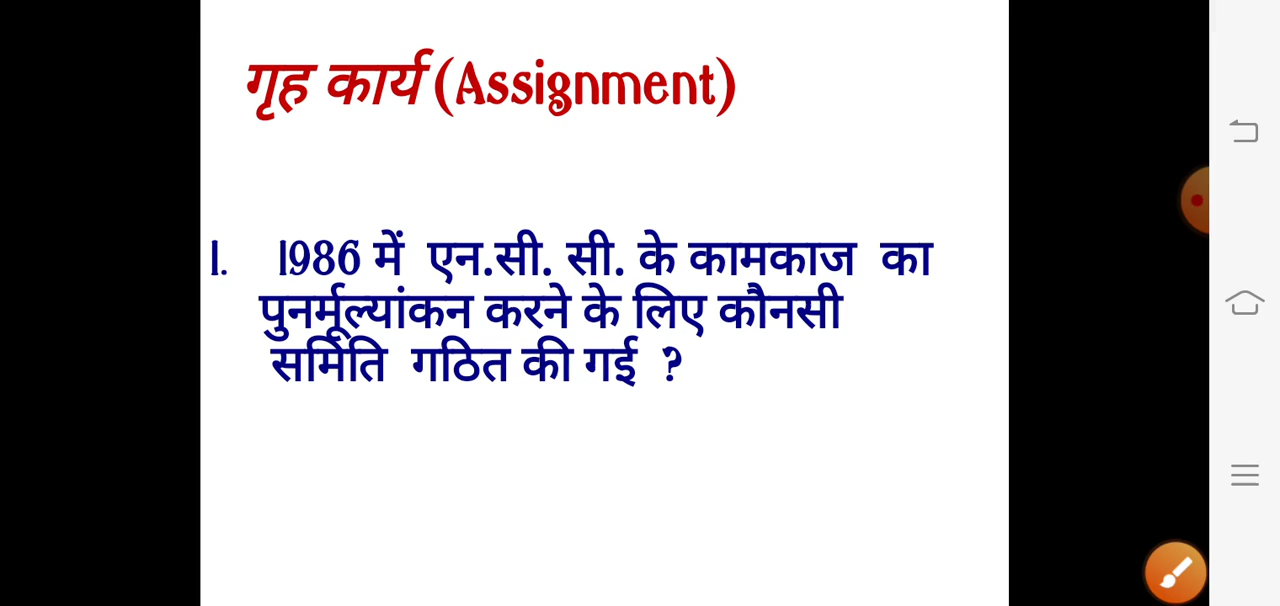 गृह कार्य (Assignment)
1. 1986 में एन.सी. सी. के कामकाज का
पुनर्मूल्यांकन करने के लिए कौनसी
समिति गठित की गई ?